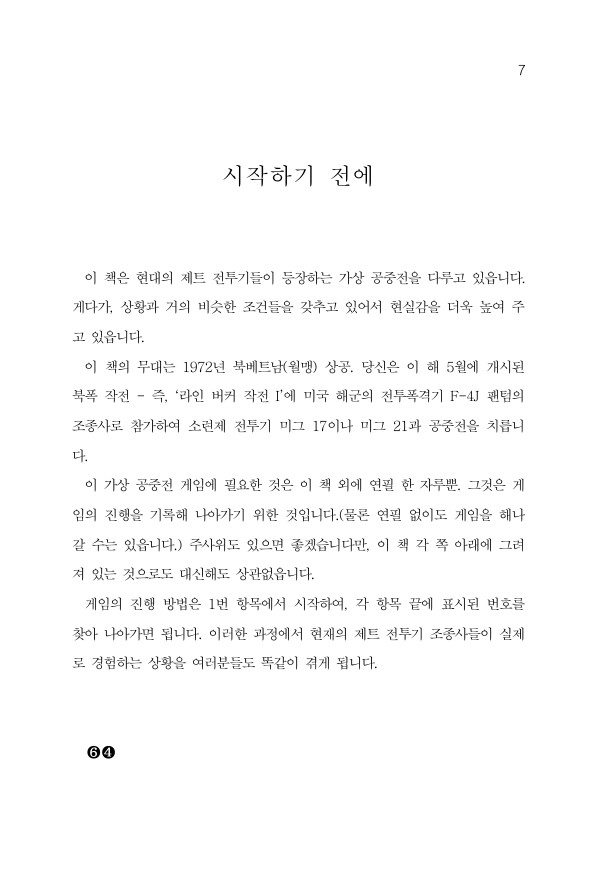 7
시작하기 전에
이 책은 현대의 제트 전투기들이 등장하는 가상 공중전을 다루고 있읍니다.
게다가, 상황과 거의 비슷한 조건들을 갖추고 있어서 현실감을 더욱 높여 주
고 있읍니다.
이 책의 무대는 1972년 북베트남(월맹) 상공. 당신은 이 해 5월에 개시된
북폭 작전 - 즉, ‘라인 버커 작전 I’에 미국 해군의 전투폭격기 F-4J 팬텀의
조종사로 참가하여 소련제 전투기 미그 17이나 미그 21과 공중전을 치릅니
다.
이 가상 공중전 게임에 필요한 것은 이 책 외에 연필 한 자루뿐. 그것은 게
임의 진행을 기록해 나아가기 위한 것입니다.(물론 연필 없이도 게임을 해나
갈 수는 있읍니다.) 주사위도 있으면 좋겠습니다만, 이 책 각 쪽 아래에 그려
져 있는 것으로도 대신해도 상관없읍니다.
게임의 진행 방법은 1번 항목에서 시작하여, 각 항목 끝에 표시된 번호를
찾아 나아가면 됩니다. 이러한 과정에서 현재의 제트 전투기 조종사들이 실제
로 경험하는 상황을 여러분들도 똑같이 겪게 됩니다.
❻❹